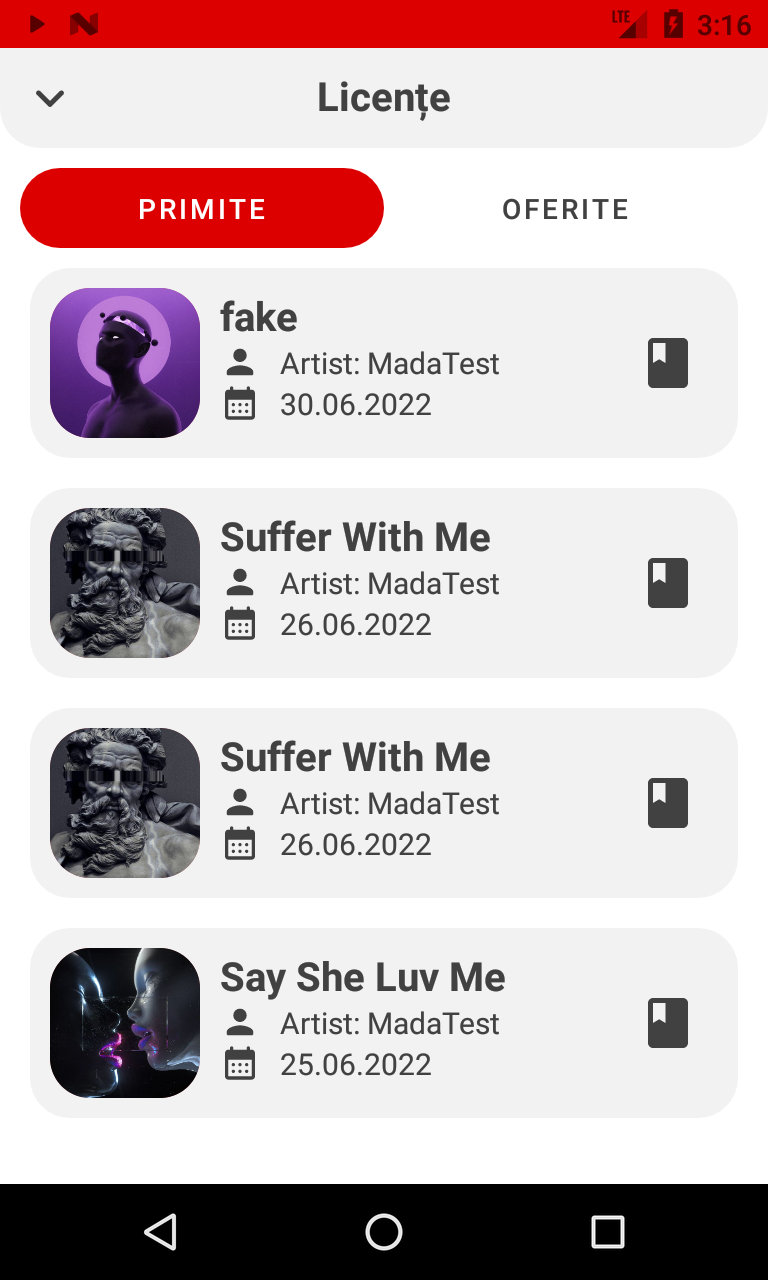 LTE
3:16
Licențe
PRIMITE
OFERITE
fake
Artist: MadaTest
30.06.2022
Suffer With Me
Artist: MadaTest
26.06.2022
Suffer With Me
Artist: MadaTest
26.06.2022
Say She Luv Me
Artist: MadaTest
25.06.2022